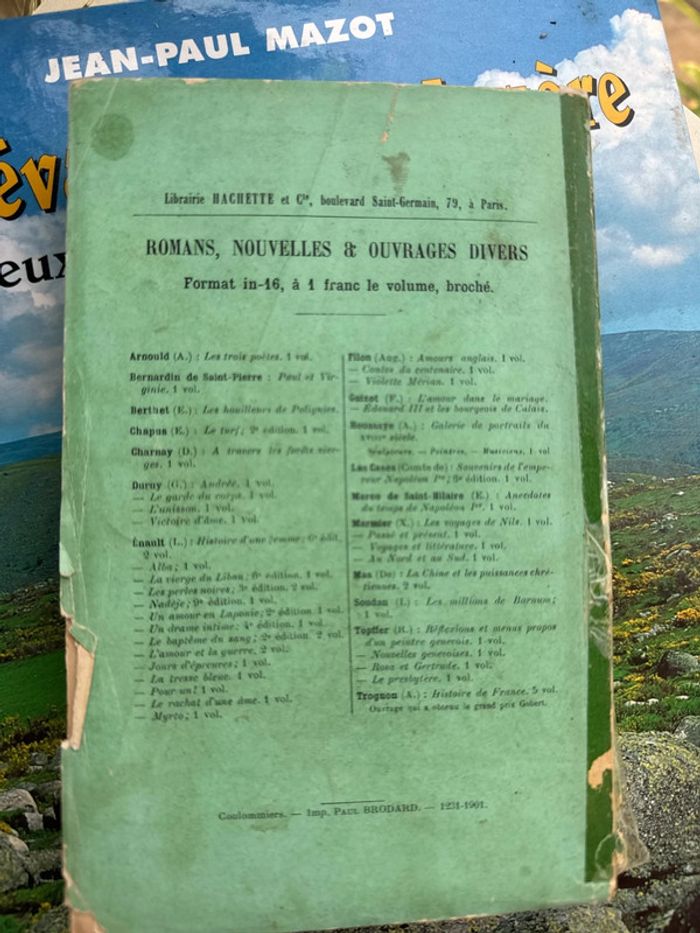 JEAN-PAUL MAZOT
Librairie HACHETTE et Cie, boulevard Saint-Germain, 79, à Paris.
ROMANS, NOUVELLES & OUVRAGES DIVERS
Format in-16, à 1 franc le volume, broché.
Arnould (A.) : Les trois poètes. 1 vol.
Bernardin de Saint-Pierre : Paul et Vir-
ginie. 1 vol.
Berthet (E.) : Les houilleurs de Polignies.
Chapus (E.) : Le turf; 2e édition. 1 vol.
Charnay (D.) : A travers les forêts vier-
ges. 1 vol.
Duruy (G.) : Andrée. 1 vol.
— Le garde du corps. 1 vol.
— L'unisson. 1 vol.
— Victoire d'âme. 1 vol.
Énault (L.) : Histoire d'une femme; 6e édit.
2 vol.
— Alba; 1 vol.
— La vierge du Liban; 6e édition. 1 vol.
— Les perles noires; 3e édition. 2 vol.
— Nadèje; 9e édition. 1 vol.
— Un amour en Laponie; 2e édition. 1 vol.
— Un drame intime; 4e édition. 1 vol.
— Le baptême du sang; 2e édition. 2 vol.
— L'amour et la guerre. 2 vol.
— Jours d'épreuves; 1 vol.
— La tresse bleue. 1 vol.
— Pour un! 1 vol.
— Le rachat d'une âme. 1 vol.
— Myrto; 1 vol.
Filon (Aug.) : Amours anglais. 1 vol.
— Contes du centenaire. 1 vol.
— Violette Mérian. 1 vol.
Guizot (F.) : L'amour dans le mariage.
— Édouard III et les bourgeois de Calais.
Houssaye (A.) : Galerie de portraits du
XVIIIe siècle.
Sculpteurs. — Peintres. — Musiciens. 1 vol
Las Cases (Comte de) : Souvenirs de l'empe-
reur Napoléon Ier; édition. 1 vol.
Marco de Saint-Hilaire (E.) : Anecdotes
du temps de Napoléon Ier. 1 vol.
Marmier (X.) : Les voyages de Nils. 1 vol.
— Passé et présent. 1 vol.
— Voyages et littérature. 1 vol.
— Au Nord et au Sud. 1 vol.
Mas (De) : La Chine et les puissances chré-
tiennes. 2 vol.
Soudan (J.) : Les millions de Barnum;
1 vol.
Topffer (R.) : Réflexions et menus propos
d'un peintre genevois. 1 vol.
— Nouvelles genevoises. 1 vol.
— Rosa et Gertrude. 1 vol.
— Le presbytère. 1 vol.
Trognon (A.) : Histoire de France. 5 vol.
Ouvrage qui a obtenu le grand prix Gobert.
Coulommiers. — Imp. PAUL BRODARD. — 1231-1901.